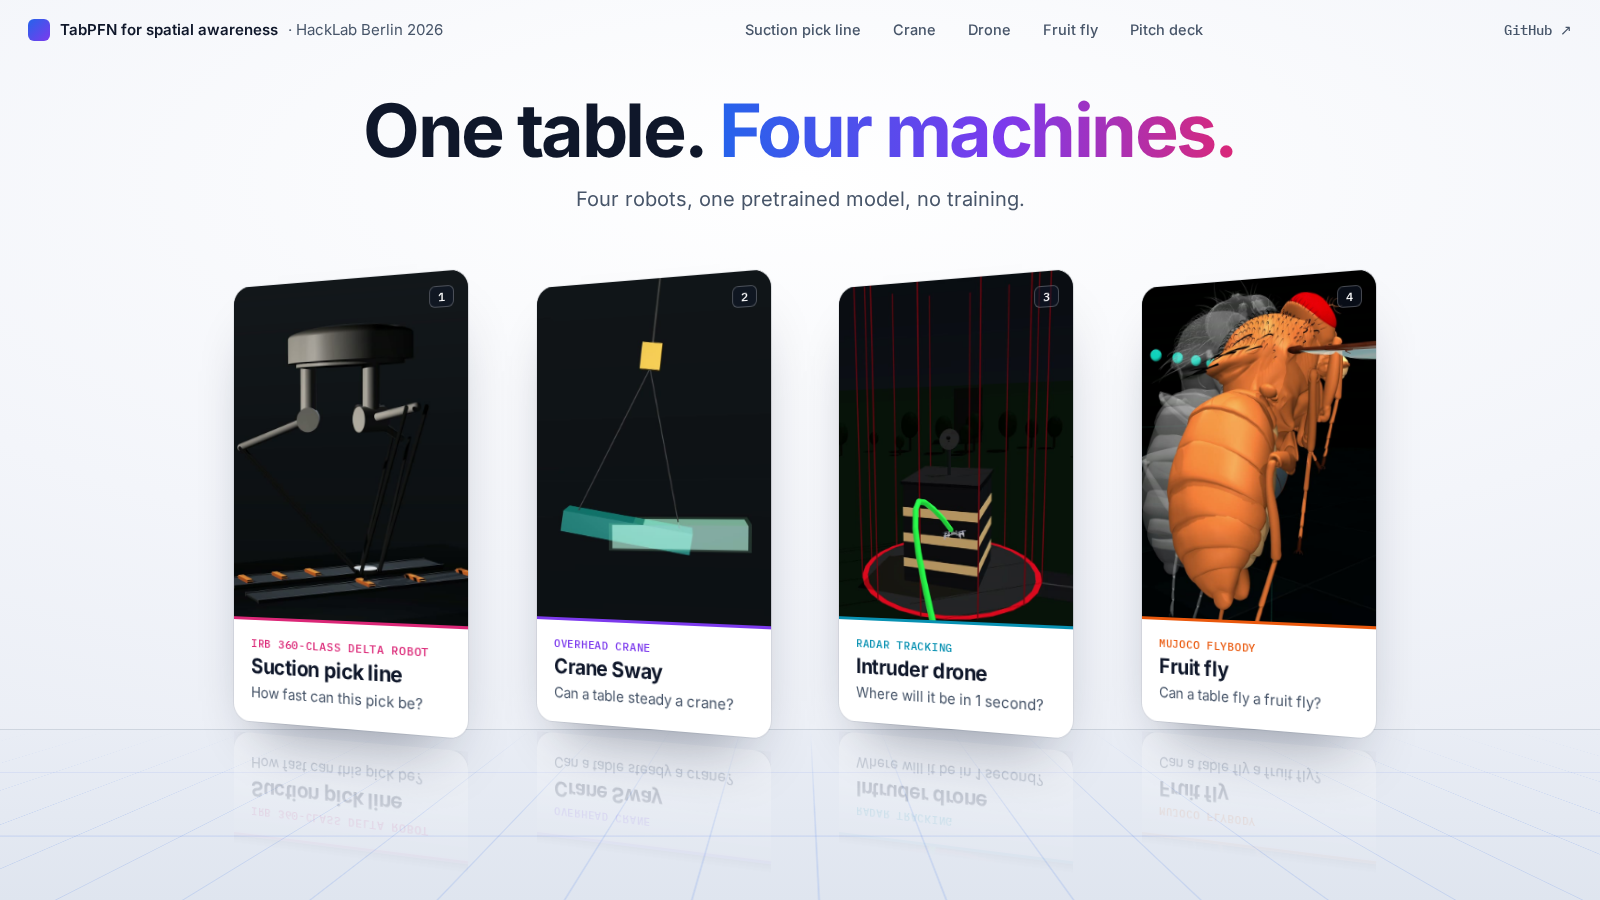 TabPFN for spatial awareness · HackLab Berlin 2026
Suction pick line
Crane
Drone
Fruit fly
Pitch deck
GitHub ↗
One table. Four machines.
Four robots, one pretrained model, no training.
1
IRB 360-CLASS DELTA ROBOT
Suction pick line
How fast can this pick be?
2
OVERHEAD CRANE
Crane Sway
Can a table steady a crane?
3
RADAR TRACKING
Intruder drone
Where will it be in 1 second?
4
MUJOCO FLYBODY
Fruit fly
Can a table fly a fruit fly?